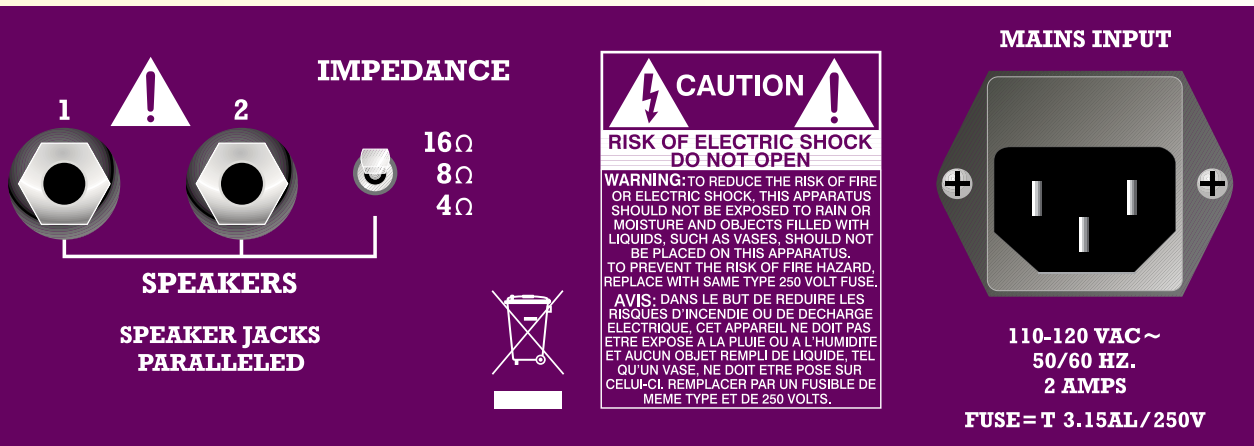 1
2
IMPEDANCE
16Ω
8Ω
4Ω
SPEAKERS
SPEAKER JACKS
PARALLELED
CAUTION
RISK OF ELECTRIC SHOCK
DO NOT OPEN
WARNING: TO REDUCE THE RISK OF FIRE
OR ELECTRIC SHOCK, THIS APPARATUS
SHOULD NOT BE EXPOSED TO RAIN OR
MOISTURE AND OBJECTS FILLED WITH
LIQUIDS, SUCH AS VASES, SHOULD NOT
BE PLACED ON THIS APPARATUS.
TO PREVENT THE RISK OF FIRE HAZARD,
REPLACE WITH SAME TYPE 250 VOLT FUSE.
AVIS: DANS LE BUT DE REDUIRE LES
RISQUES D'INCENDIE OU DE DECHARGE
ELECTRIQUE, CET APPAREIL NE DOIT PAS
ETRE EXPOSE A LA PLUIE OU A L'HUMIDITE
ET AUCUN OBJET REMPLI DE LIQUIDE, TEL
QU'UN VASE, NE DOIT ETRE POSE SUR
CELUI-CI. REMPLACER PAR UN FUSIBLE DE
MEME TYPE ET DE 250 VOLTS.
MAINS INPUT
110-120 VAC~
50/60 HZ.
2 AMPS
FUSE=T 3.15AL/250V